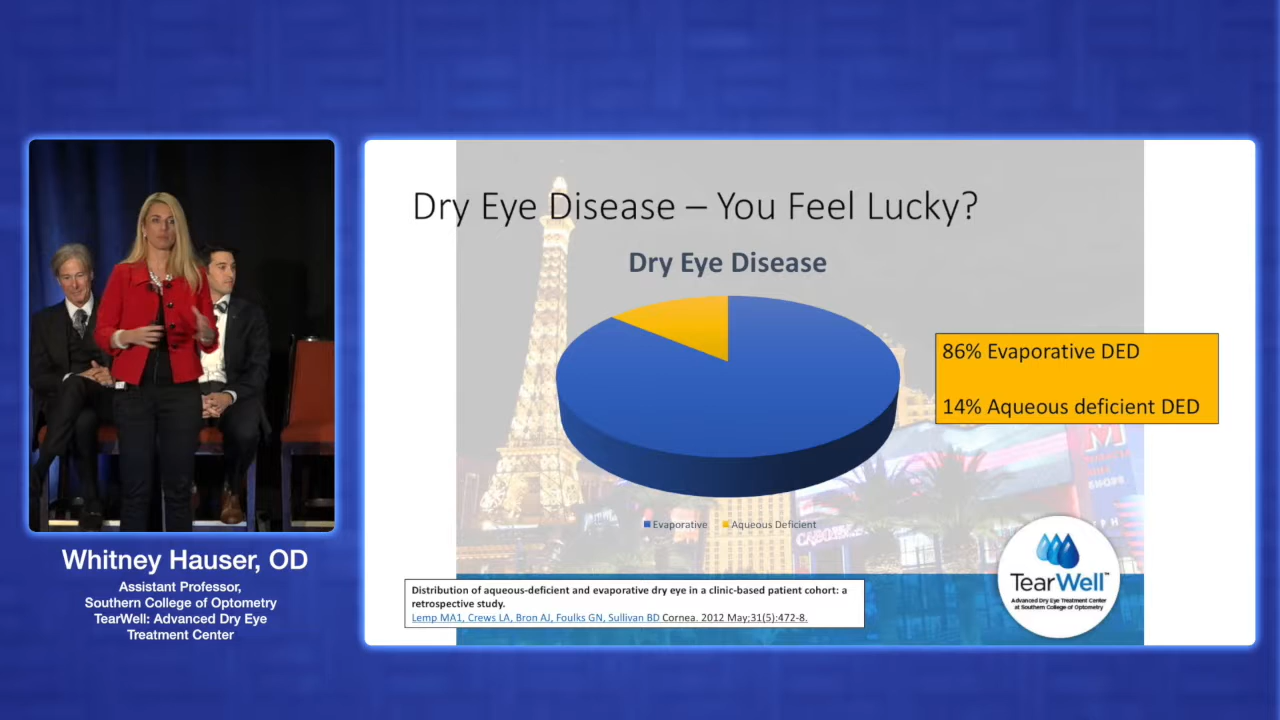 Dry Eye Disease – You Feel Lucky?
Dry Eye Disease
86% Evaporative DED
14% Aqueous deficient DED
Evaporative Aqueous Deficient
Distribution of aqueous-deficient and evaporative dry eye in a clinic-based patient cohort: a
retrospective study.
Lemp MA1, Crews LA, Bron AJ, Foulks GN, Sullivan BD Cornea. 2012 May;31(5):472-8.
TearWell™
Advanced Dry Eye Treatment Center
at Southern College of Optometry
Whitney Hauser, OD
Assistant Professor,
Southern College of Optometry
TearWell: Advanced Dry Eye
Treatment Center